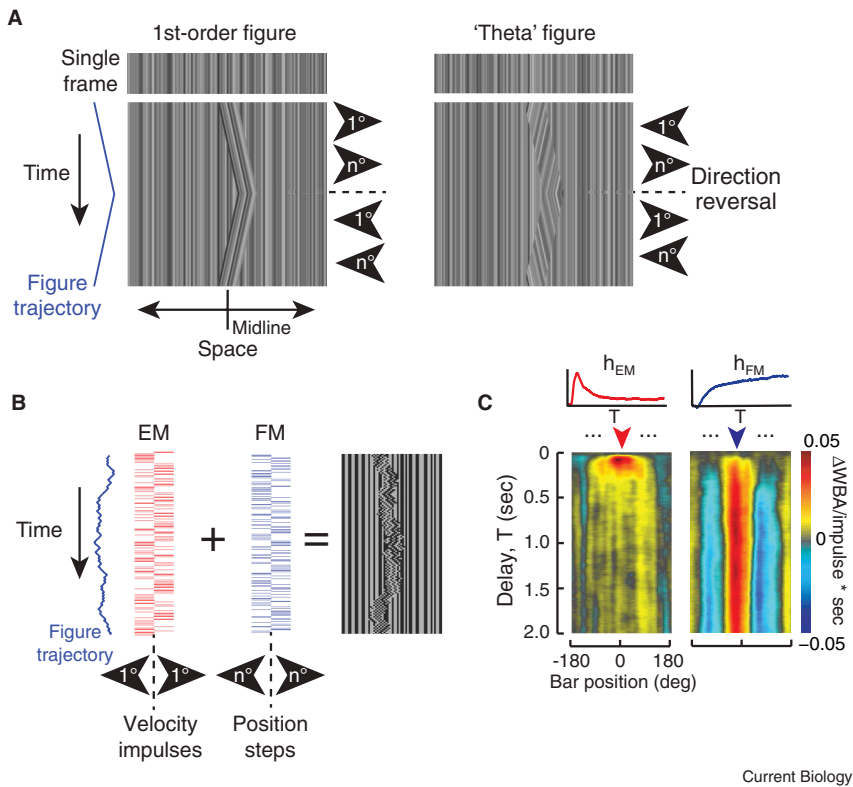 A
1st-order figure
'Theta' figure
Single
frame
Time
Figure
trajectory
1°
n°
1°
n°
Midline
Space
1°
n°
1°
n°
Direction
reversal
B
EM
FM
Time
+
=
Figure
trajectory
1° 1°
n° n°
Velocity
impulses
Position
steps
C
hEM
hFM
T
T
... ...
... ...
Delay, T (sec)
0
0.5
1.0
1.5
2.0
-180 0 180
Bar position (deg)
0.05
0
−0.05
ΔWBA/impulse * sec
Current Biology